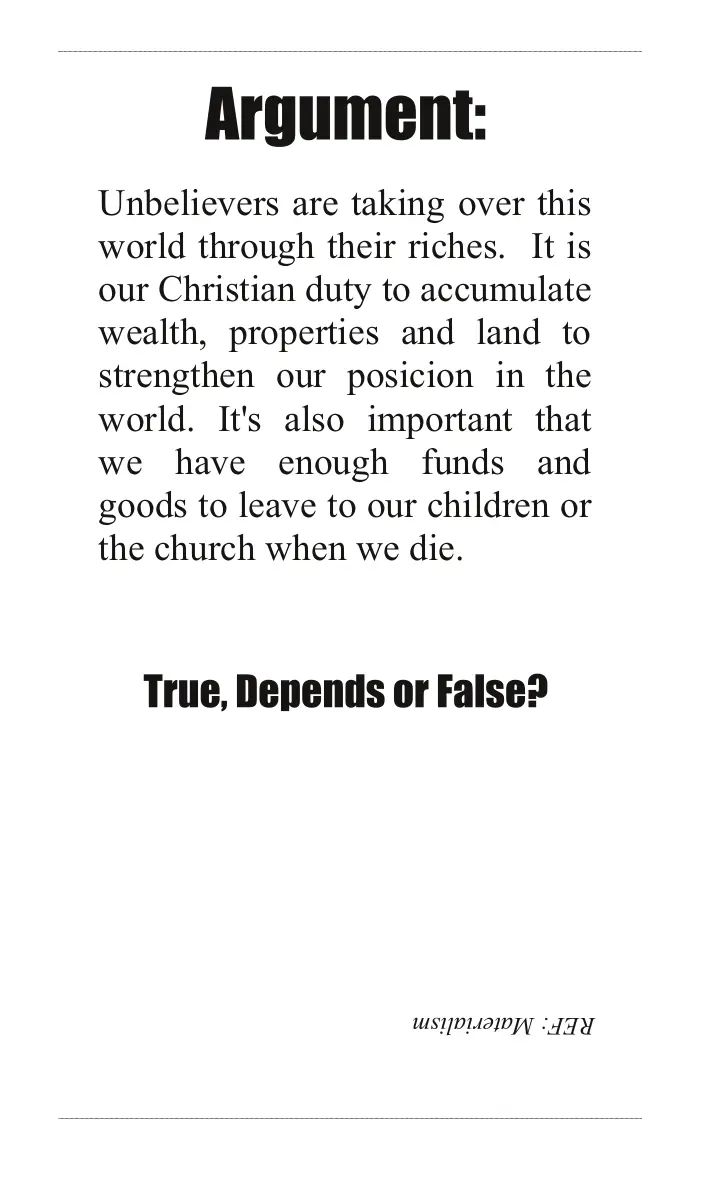 Argument:
Unbelievers are taking over this
world through their riches. It is
our Christian duty to accumulate
wealth, properties and land to
strengthen our posicion in the
world. It's also important that
we have enough funds and
goods to leave to our children or
the church when we die.
True, Depends or False?
REF: Materialism